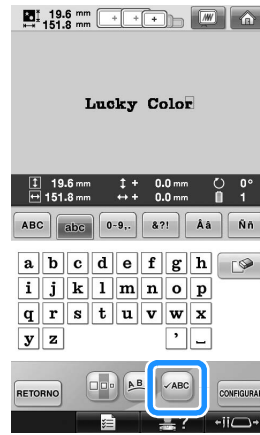 19.6 mm
151.8 mm
Lucky Color
19.6 mm + 0.0 mm 0°
151.8 mm + 0.0 mm 1
ABC abc 0-9,. &?! Ââ Ññ
a b c d e f g h
i j k l m n o p
q r s t u v w x
y z ' _
RETORNO A B ✓ABC CONFIGURAR
?